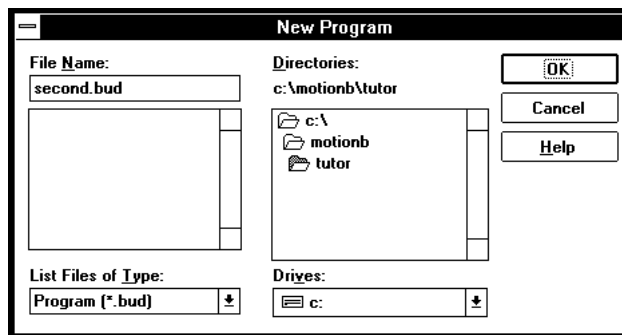 New Program
File Name:
second.bud
List Files of Type:
Program (*.bud)
Directories:
c:\motionb\tutor
c:\
motionb
tutor
Drives:
c:
OK
Cancel
Help